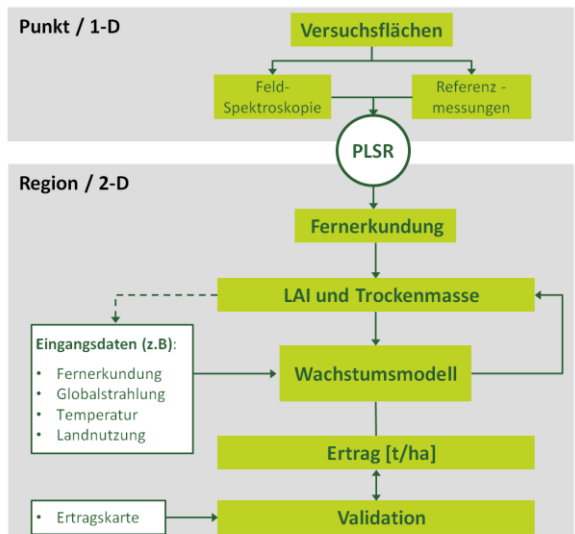 Punkt / 1-D
Versuchsflächen
Feld-
Spektroskopie
Referenz -
messungen
PLSR
Region / 2-D
Fernerkundung
LAI und Trockenmasse
Eingangsdaten (z.B):
• Fernerkundung
• Globalstrahlung
• Temperatur
• Landnutzung
Wachstumsmodell
Ertrag [t/ha]
• Ertragskarte
Validation